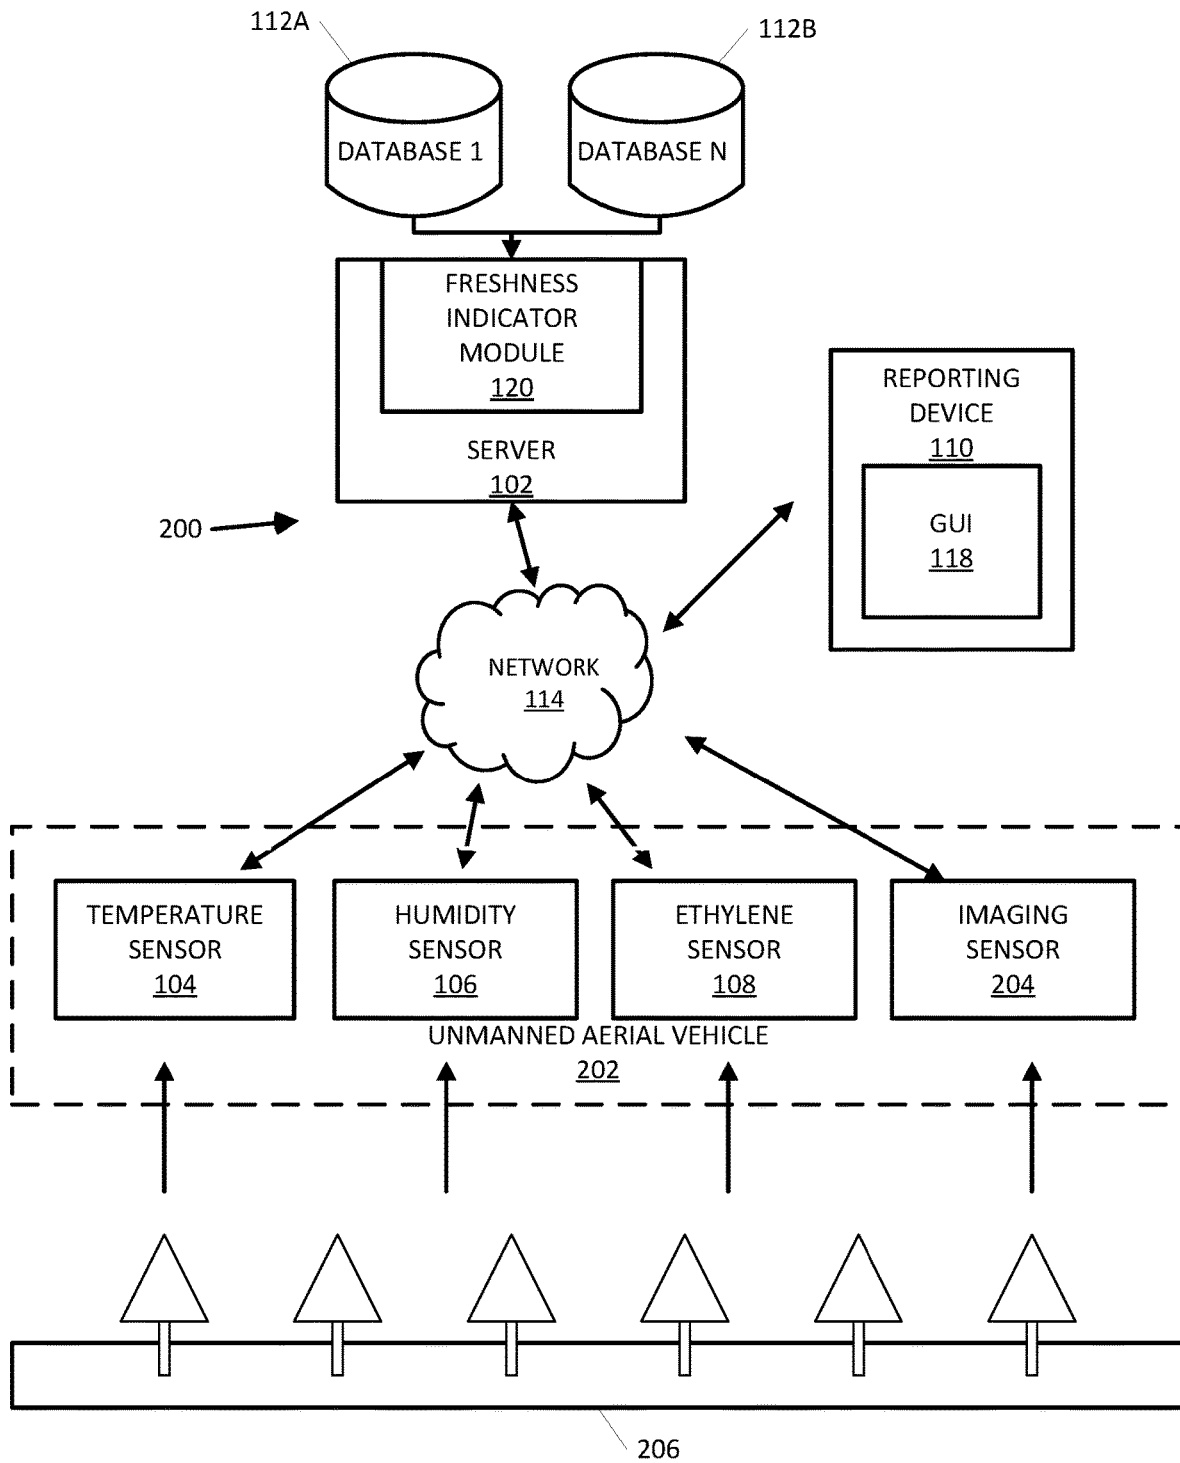 112A
112B
DATABASE 1
DATABASE N
FRESHNESS
INDICATOR
MODULE
120
SERVER
102
REPORTING
DEVICE
110
GUI
118
200
NETWORK
114
TEMPERATURE
SENSOR
104
HUMIDITY
SENSOR
106
ETHYLENE
SENSOR
108
IMAGING
SENSOR
204
UNMANNED AERIAL VEHICLE
202
206